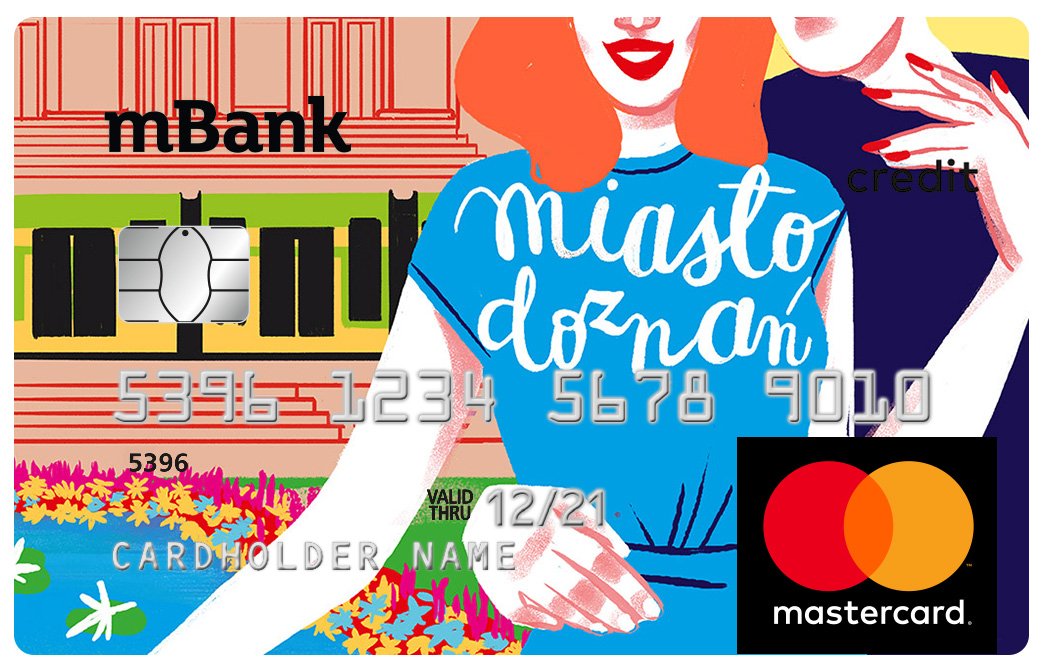 mBank
credit
miasto
doznań
5396 1234 5678 9010
5396
VALID
THRU
12/21
CARDHOLDER NAME
mastercard.